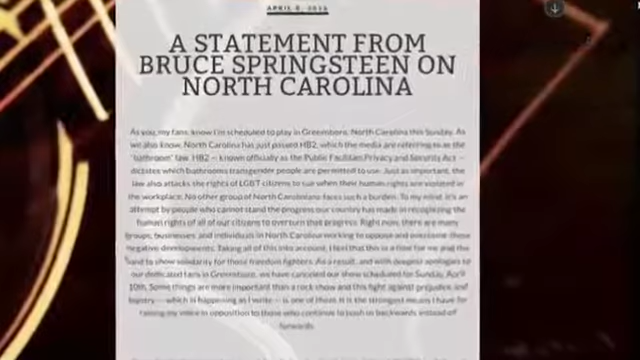 APRIL 8, 2016
A STATEMENT FROM
BRUCE SPRINGSTEEN ON
NORTH CAROLINA
As you, my fans, know I'm scheduled to play in Greensboro, North Carolina this Sunday. As
we also know, North Carolina has just passed HB2, which the media are referring to as the
"bathroom" law. HB2 — known officially as the Public Facilities Privacy and Security Act —
dictates which bathrooms transgender people are permitted to use. Just as important, the
law also attacks the rights of LGBT citizens to sue when their human rights are violated in
the workplace. No other group of North Carolinians faces such a burden. To my mind, it's an
attempt by people who cannot stand the progress our country has made in recognizing the
human rights of all of our citizens to overturn that progress. Right now, there are many
groups, businesses, and individuals in North Carolina working to oppose and overcome these
negative developments. Taking all of this into account, I feel that this is a time for me and the
band to show solidarity for those freedom fighters. As a result, and with deepest apologies to
our dedicated fans in Greensboro, we have canceled our show scheduled for Sunday, April
10th. Some things are more important than a rock show and this fight against prejudice and
bigotry — which is happening as I write — is one of them. It is the strongest means I have for
raising my voice in opposition to those who continue to push us backwards instead of
forwards.